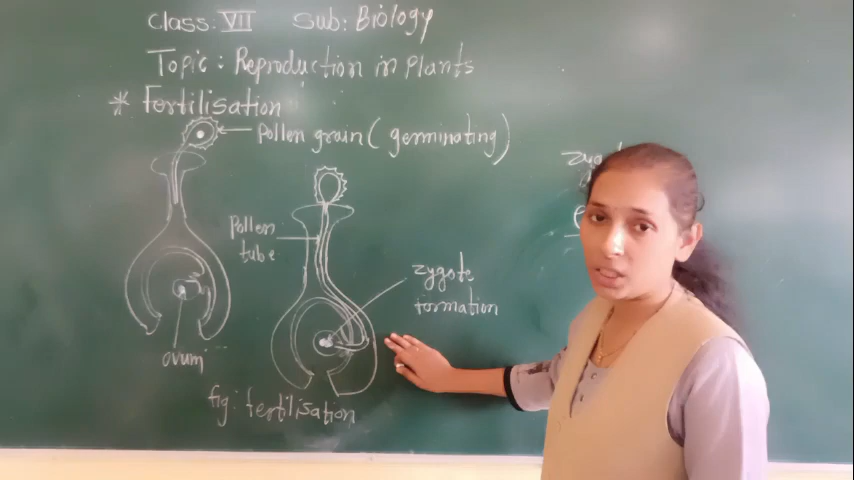 Class: VII Sub: Biology
Topic: Reproduction in plants
* Fertilisation
Pollen grain (germinating)
Pollen
tube
zygote
formation
ovum
fig: fertilisation